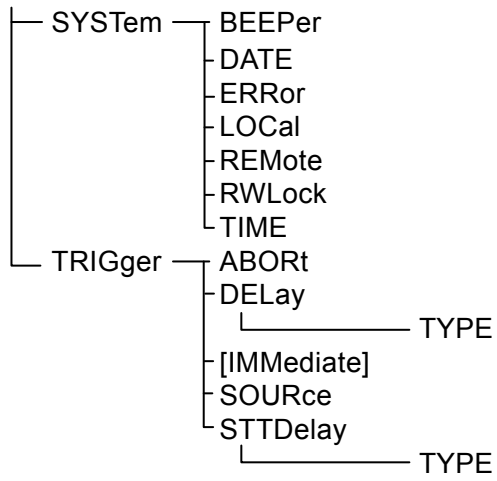 SYSTem BEEPer
DATE
ERRor
LOCal
REMote
RWLock
TIME
TRIGger ABORt
DELay
TYPE
[IMMediate]
SOURce
STTDelay
TYPE